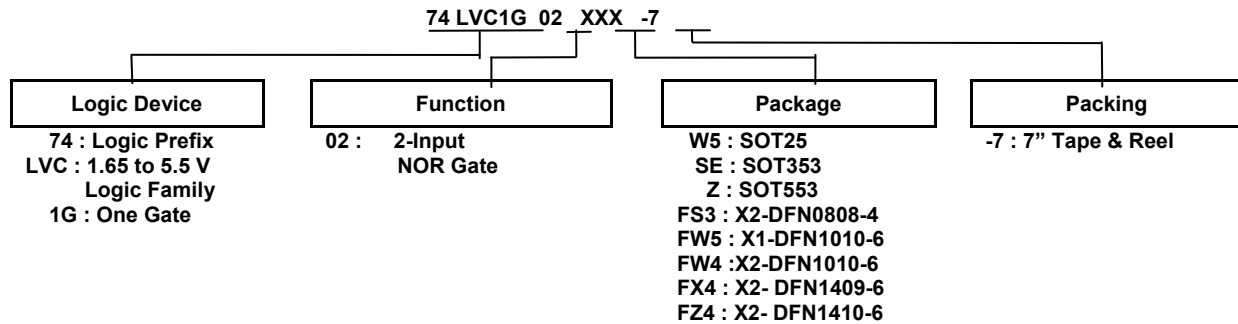 74 LVC1G 02 XXX -7
Logic Device
74 : Logic Prefix
LVC : 1.65 to 5.5 V
Logic Family
1G : One Gate
Function
02 : 2-Input
NOR Gate
Package
W5 : SOT25
SE : SOT353
Z : SOT553
FS3 : X2-DFN0808-4
FW5 : X1-DFN1010-6
FW4 :X2-DFN1010-6
FX4 : X2- DFN1409-6
FZ4 : X2- DFN1410-6
Packing
-7 : 7” Tape & Reel